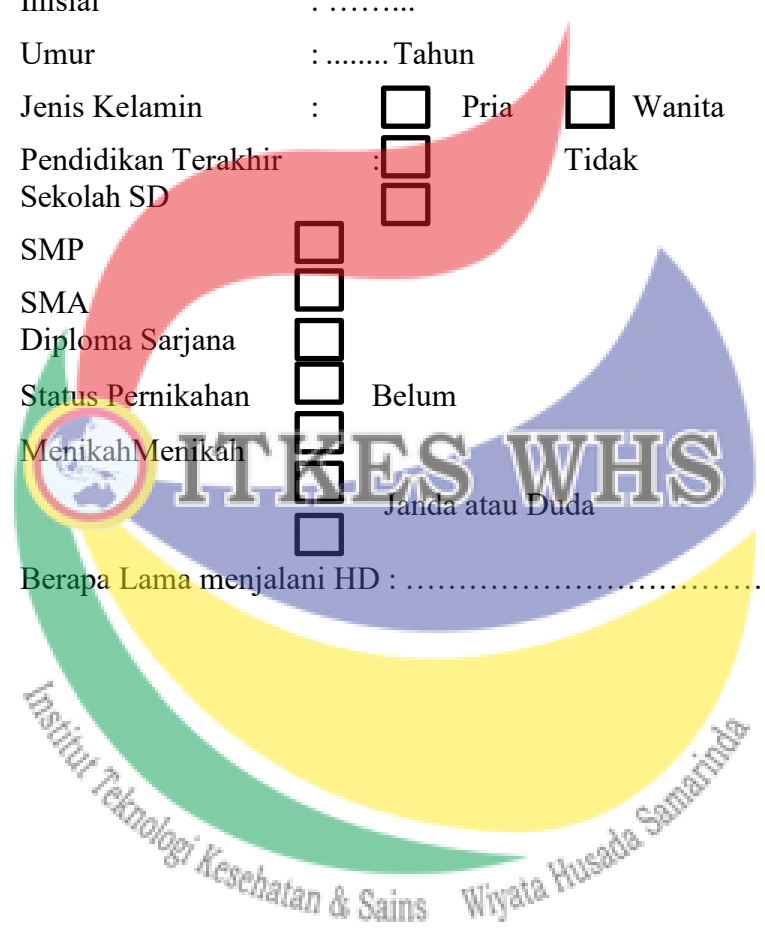 Inisial : ……...
Umur : ........ Tahun
Jenis Kelamin : Pria Wanita
Pendidikan Terakhir : Tidak
Sekolah SD
SMP
SMA
Diploma Sarjana
Status Pernikahan Belum
MenikahMenikah
ITKES WHS
Janda atau Duda
Berapa Lama menjalani HD : …………………………….
Institut Teknologi Kesehatan & Sains Wiyata Husada Samarinda